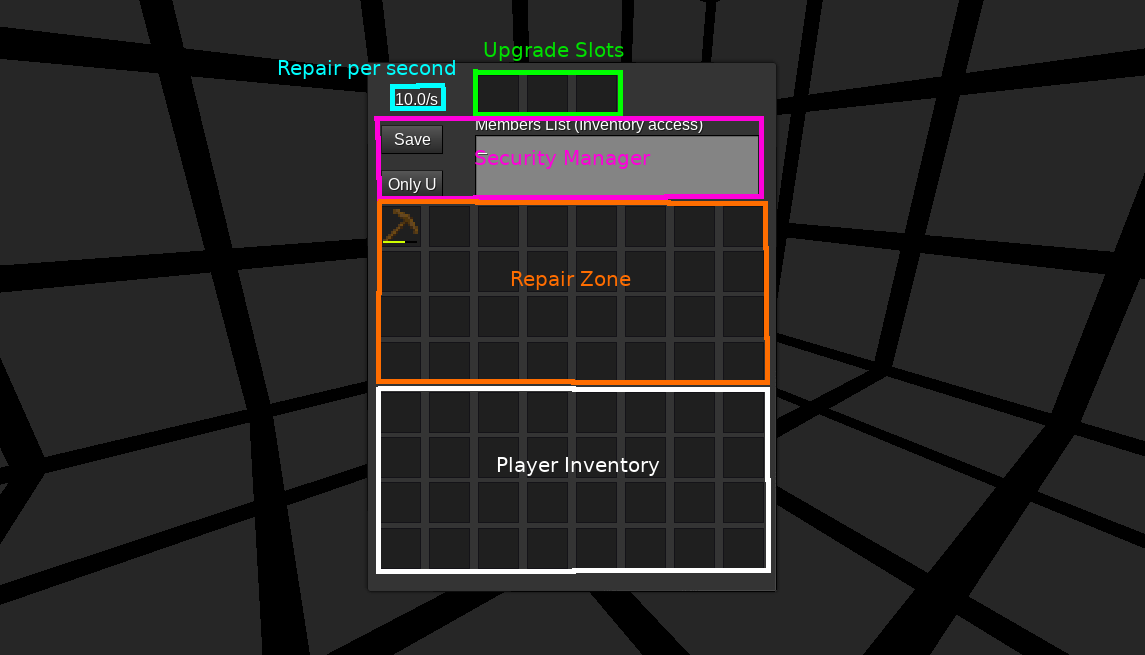 Upgrade Slots
Repair per second
10.0/s
Members List (Inventory access)
Save
Security Manager
Only U
Repair Zone
Player Inventory